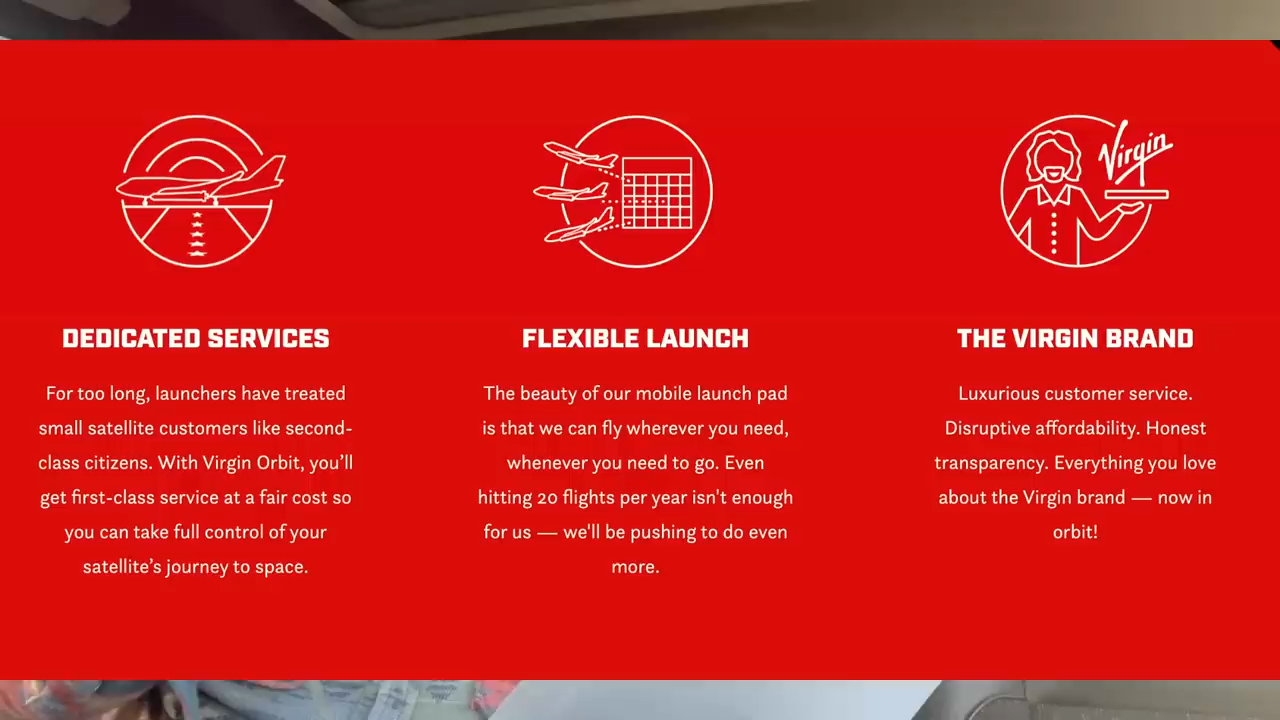 Virgin
DEDICATED SERVICES
For too long, launchers have treated
small satellite customers like second-
class citizens. With Virgin Orbit, you’ll
get first-class service at a fair cost so
you can take full control of your
satellite’s journey to space.
FLEXIBLE LAUNCH
The beauty of our mobile launch pad
is that we can fly wherever you need,
whenever you need to go. Even
hitting 20 flights per year isn't enough
for us — we'll be pushing to do even
more.
THE VIRGIN BRAND
Luxurious customer service.
Disruptive affordability. Honest
transparency. Everything you love
about the Virgin brand — now in
orbit!